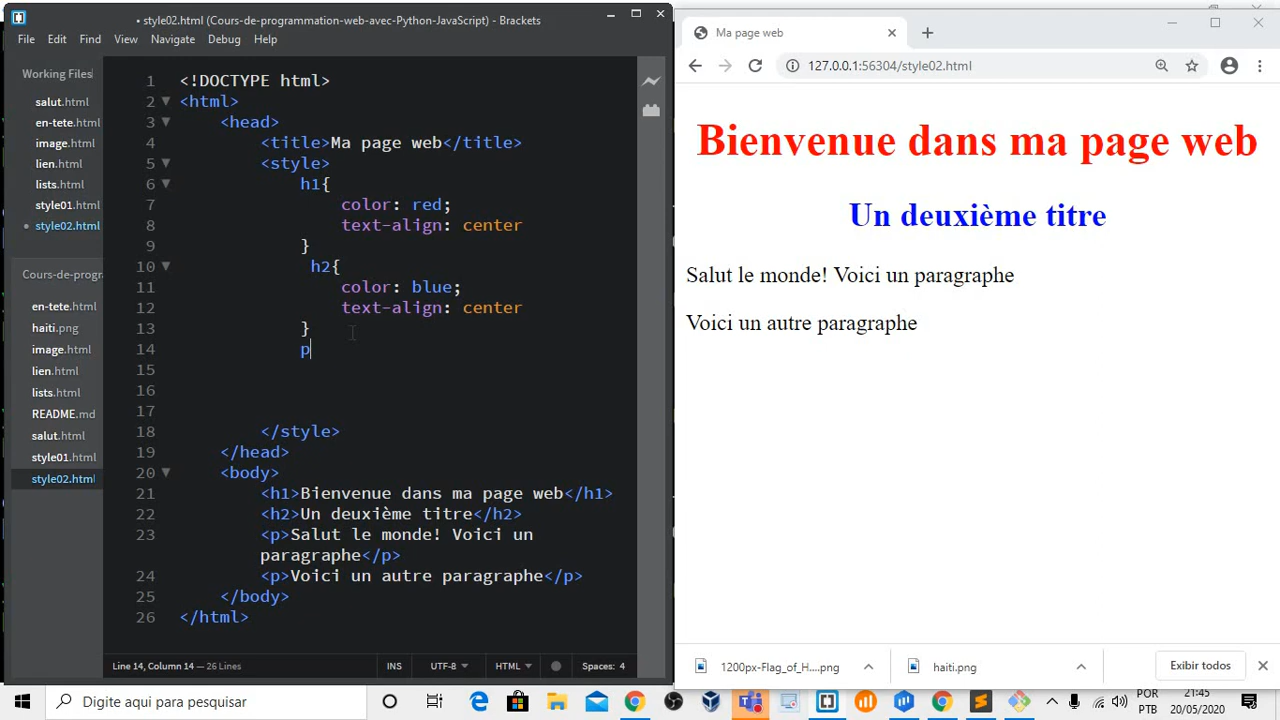 • style02.html (Cours-de-programmation-web-avec-Python-JavaScript) - Brackets
File Edit Find View Navigate Debug Help
Working Files
salut.html
en-tete.html
image.html
lien.html
lists.html
style01.html
• style02.html
Cours-de-progra
en-tete.html
haiti.png
image.html
lien.html
lists.html
README.md
salut.html
style01.html
style02.html
1 <!DOCTYPE html>
2 <html>
3 <head>
4 <title>Ma page web</title>
5 <style>
6 h1{
7 color: red;
8 text-align: center
9 }
10 h2{
11 color: blue;
12 text-align: center
13 }
14 p
15
16
17
18 </style>
19 </head>
20 <body>
21 <h1>Bienvenue dans ma page web</h1>
22 <h2>Un deuxième titre</h2>
23 <p>Salut le monde! Voici un
paragraphe</p>
24 <p>Voici un autre paragraphe</p>
25 </body>
26 </html>
Line 14, Column 14 — 26 Lines INS UTF-8 HTML Spaces: 4
Ma page web
127.0.0.1:56304/style02.html
Bienvenue dans ma page web
Un deuxième titre
Salut le monde! Voici un paragraphe
Voici un autre paragraphe
1200px-Flag_of_H....png haiti.png Exibir todos
Digite aqui para pesquisar
POR
PTB
21:45
20/05/2020